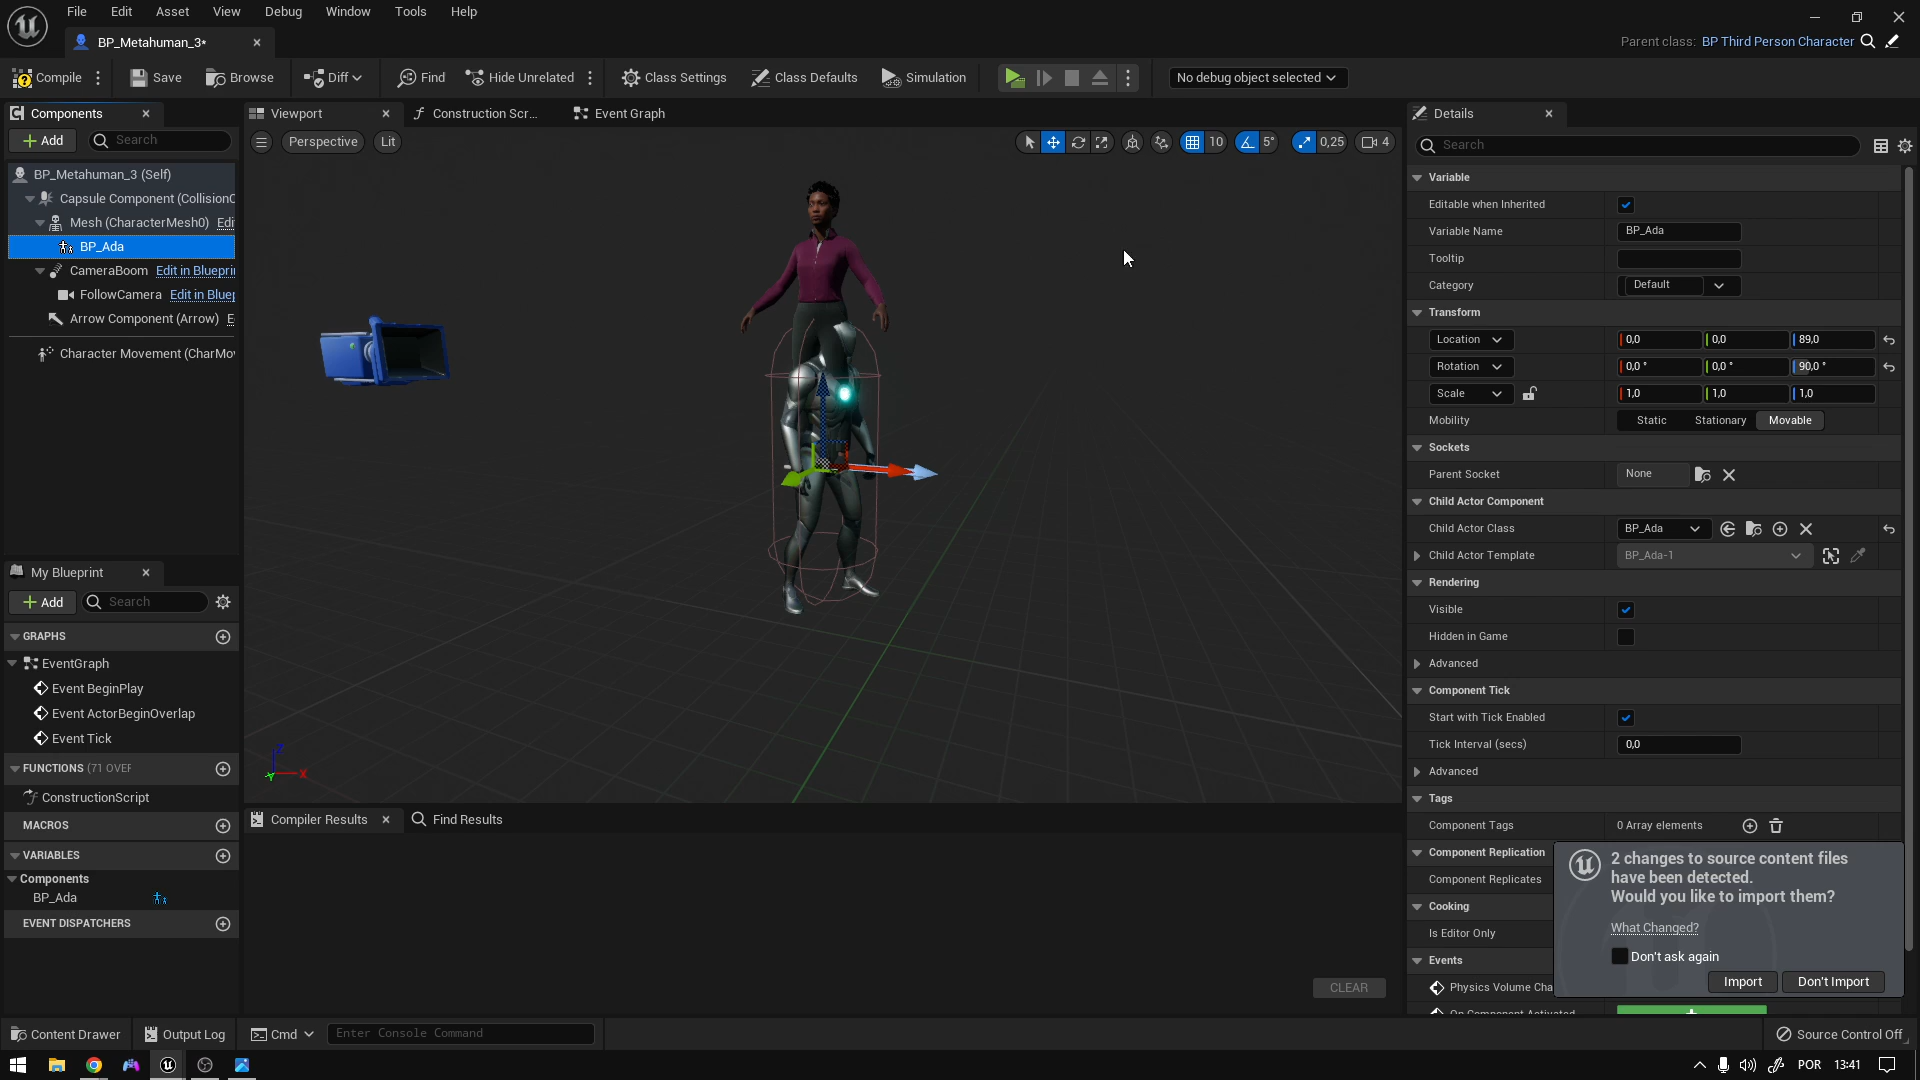 File Edit Asset View Debug Window Tools Help
BP_Metahuman_3*
Parent class: BP Third Person Character
Compile Save Browse Diff Find Hide Unrelated Class Settings Class Defaults Simulation No debug object selected
Components
Add Search
BP_Metahuman_3 (Self)
Capsule Component (CollisionC
Mesh (CharacterMesh0) Edi
BP_Ada
CameraBoom Edit in Blueprin
FollowCamera Edit in Bluep
Arrow Component (Arrow) E
Character Movement (CharMov
Viewport Construction Scr... Event Graph
Perspective Lit
10 5° 0,25 4
Z
Y X
My Blueprint
Add Search
GRAPHS
EventGraph
Event BeginPlay
Event ActorBeginOverlap
Event Tick
FUNCTIONS (71 OVER
ConstructionScript
MACROS
VARIABLES
Components
BP_Ada
EVENT DISPATCHERS
Compiler Results Find Results
CLEAR
Details
Search
Variable
Editable when Inherited
Variable Name BP_Ada
Tooltip
Category Default
Transform
Location 0,0 0,0 89,0
Rotation 0,0 ° 0,0 ° 90,0 °
Scale 1,0 1,0 1,0
Mobility Static Stationary Movable
Sockets
Parent Socket None
Child Actor Component
Child Actor Class BP_Ada
Child Actor Template BP_Ada-1
Rendering
Visible
Hidden in Game
Advanced
Component Tick
Start with Tick Enabled
Tick Interval (secs) 0,0
Advanced
Tags
Component Tags 0 Array elements
Component Replication
Component Replicates
Cooking
Is Editor Only
Events
Physics Volume Cha
On Component Activated
2 changes to source content files
have been detected.
Would you like to import them?
What Changed?
Don't ask again
Import Don't Import
Content Drawer Output Log Cmd Enter Console Command Source Control Off
POR 13:41